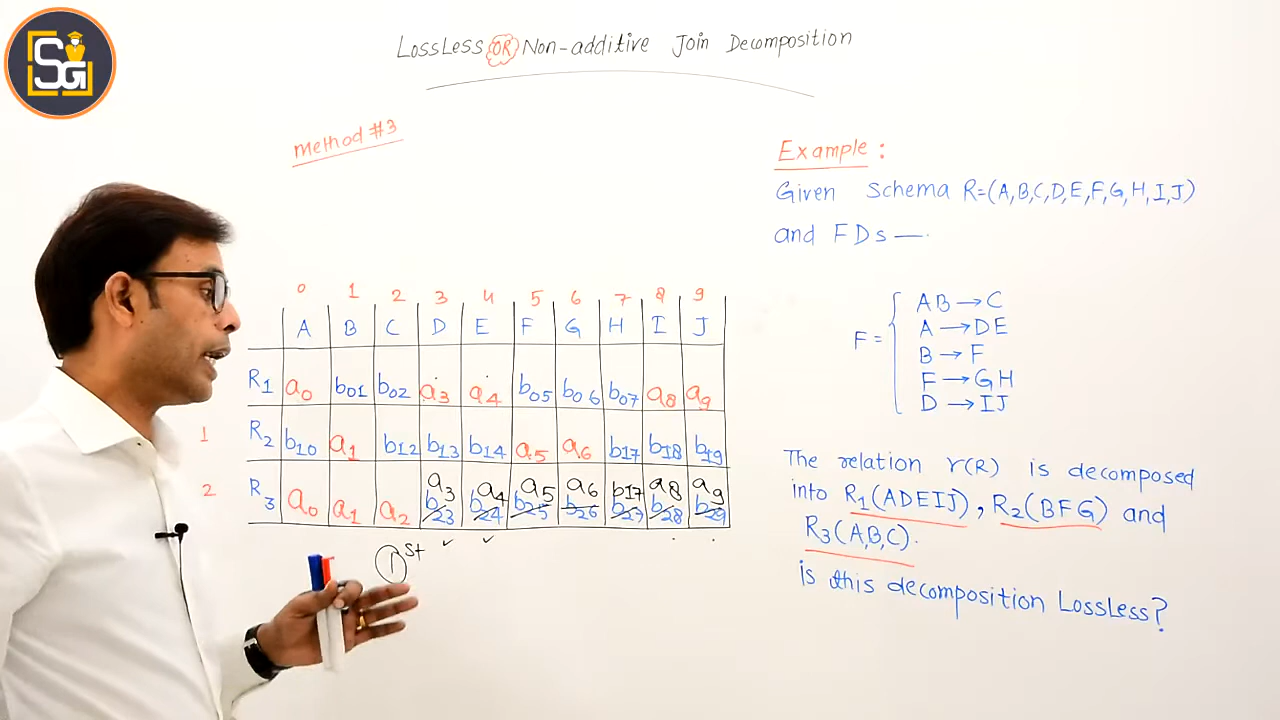 SG
LossLess OR Non-additive Join Decomposition
Method #3
0 1 2 3 4 5 6 7 8 9
A B C D E F G H I J
R1 a0 b01 b02 a3 a4 b05 b06 b07 a8 a9
1 R2 b10 a1 b12 b13 b14 a5 a6 b17 b18 b19
a3 a4 a5 a6 b17 a8 a9
2 R3 a0 a1 a2 b23 b24 b25 b26 b27 b28 b29
1st
Example :
Given Schema R=(A,B,C,D,E,F,G,H,I,J)
and FDs —
AB → C
A → DE
F = B → F
F → GH
D → IJ
The relation r(R) is decomposed
into R1(ADEIJ), R2(BFG) and
R3(A,B,C).
is this decomposition LossLess?